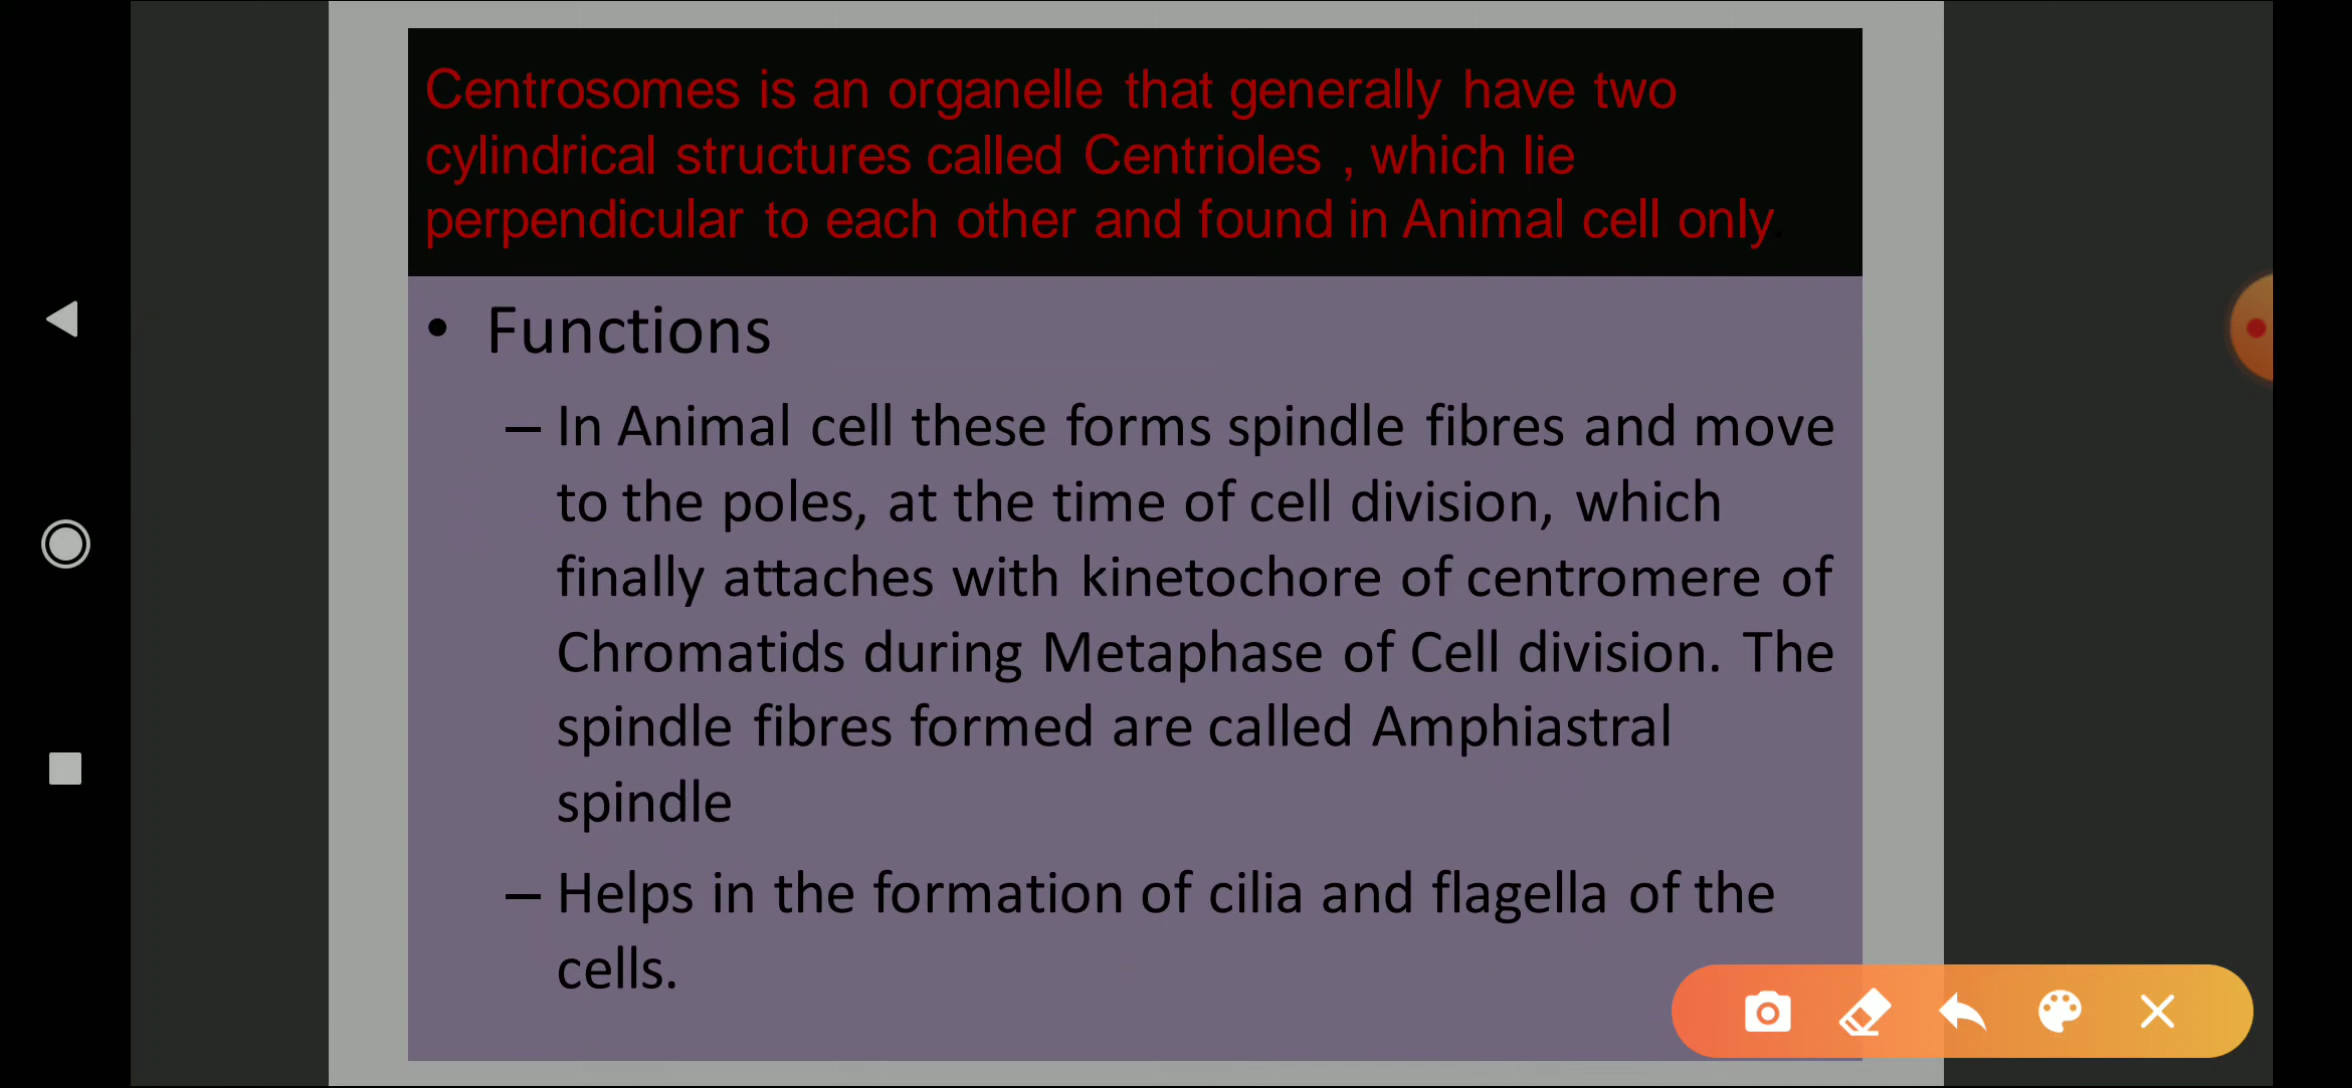 Centrosomes is an organelle that generally have two
cylindrical structures called Centrioles , which lie
perpendicular to each other and found in Animal cell only.
• Functions
– In Animal cell these forms spindle fibres and move
to the poles, at the time of cell division, which
finally attaches with kinetochore of centromere of
Chromatids during Metaphase of Cell division. The
spindle fibres formed are called Amphiastral
spindle
– Helps in the formation of cilia and flagella of the
cells.